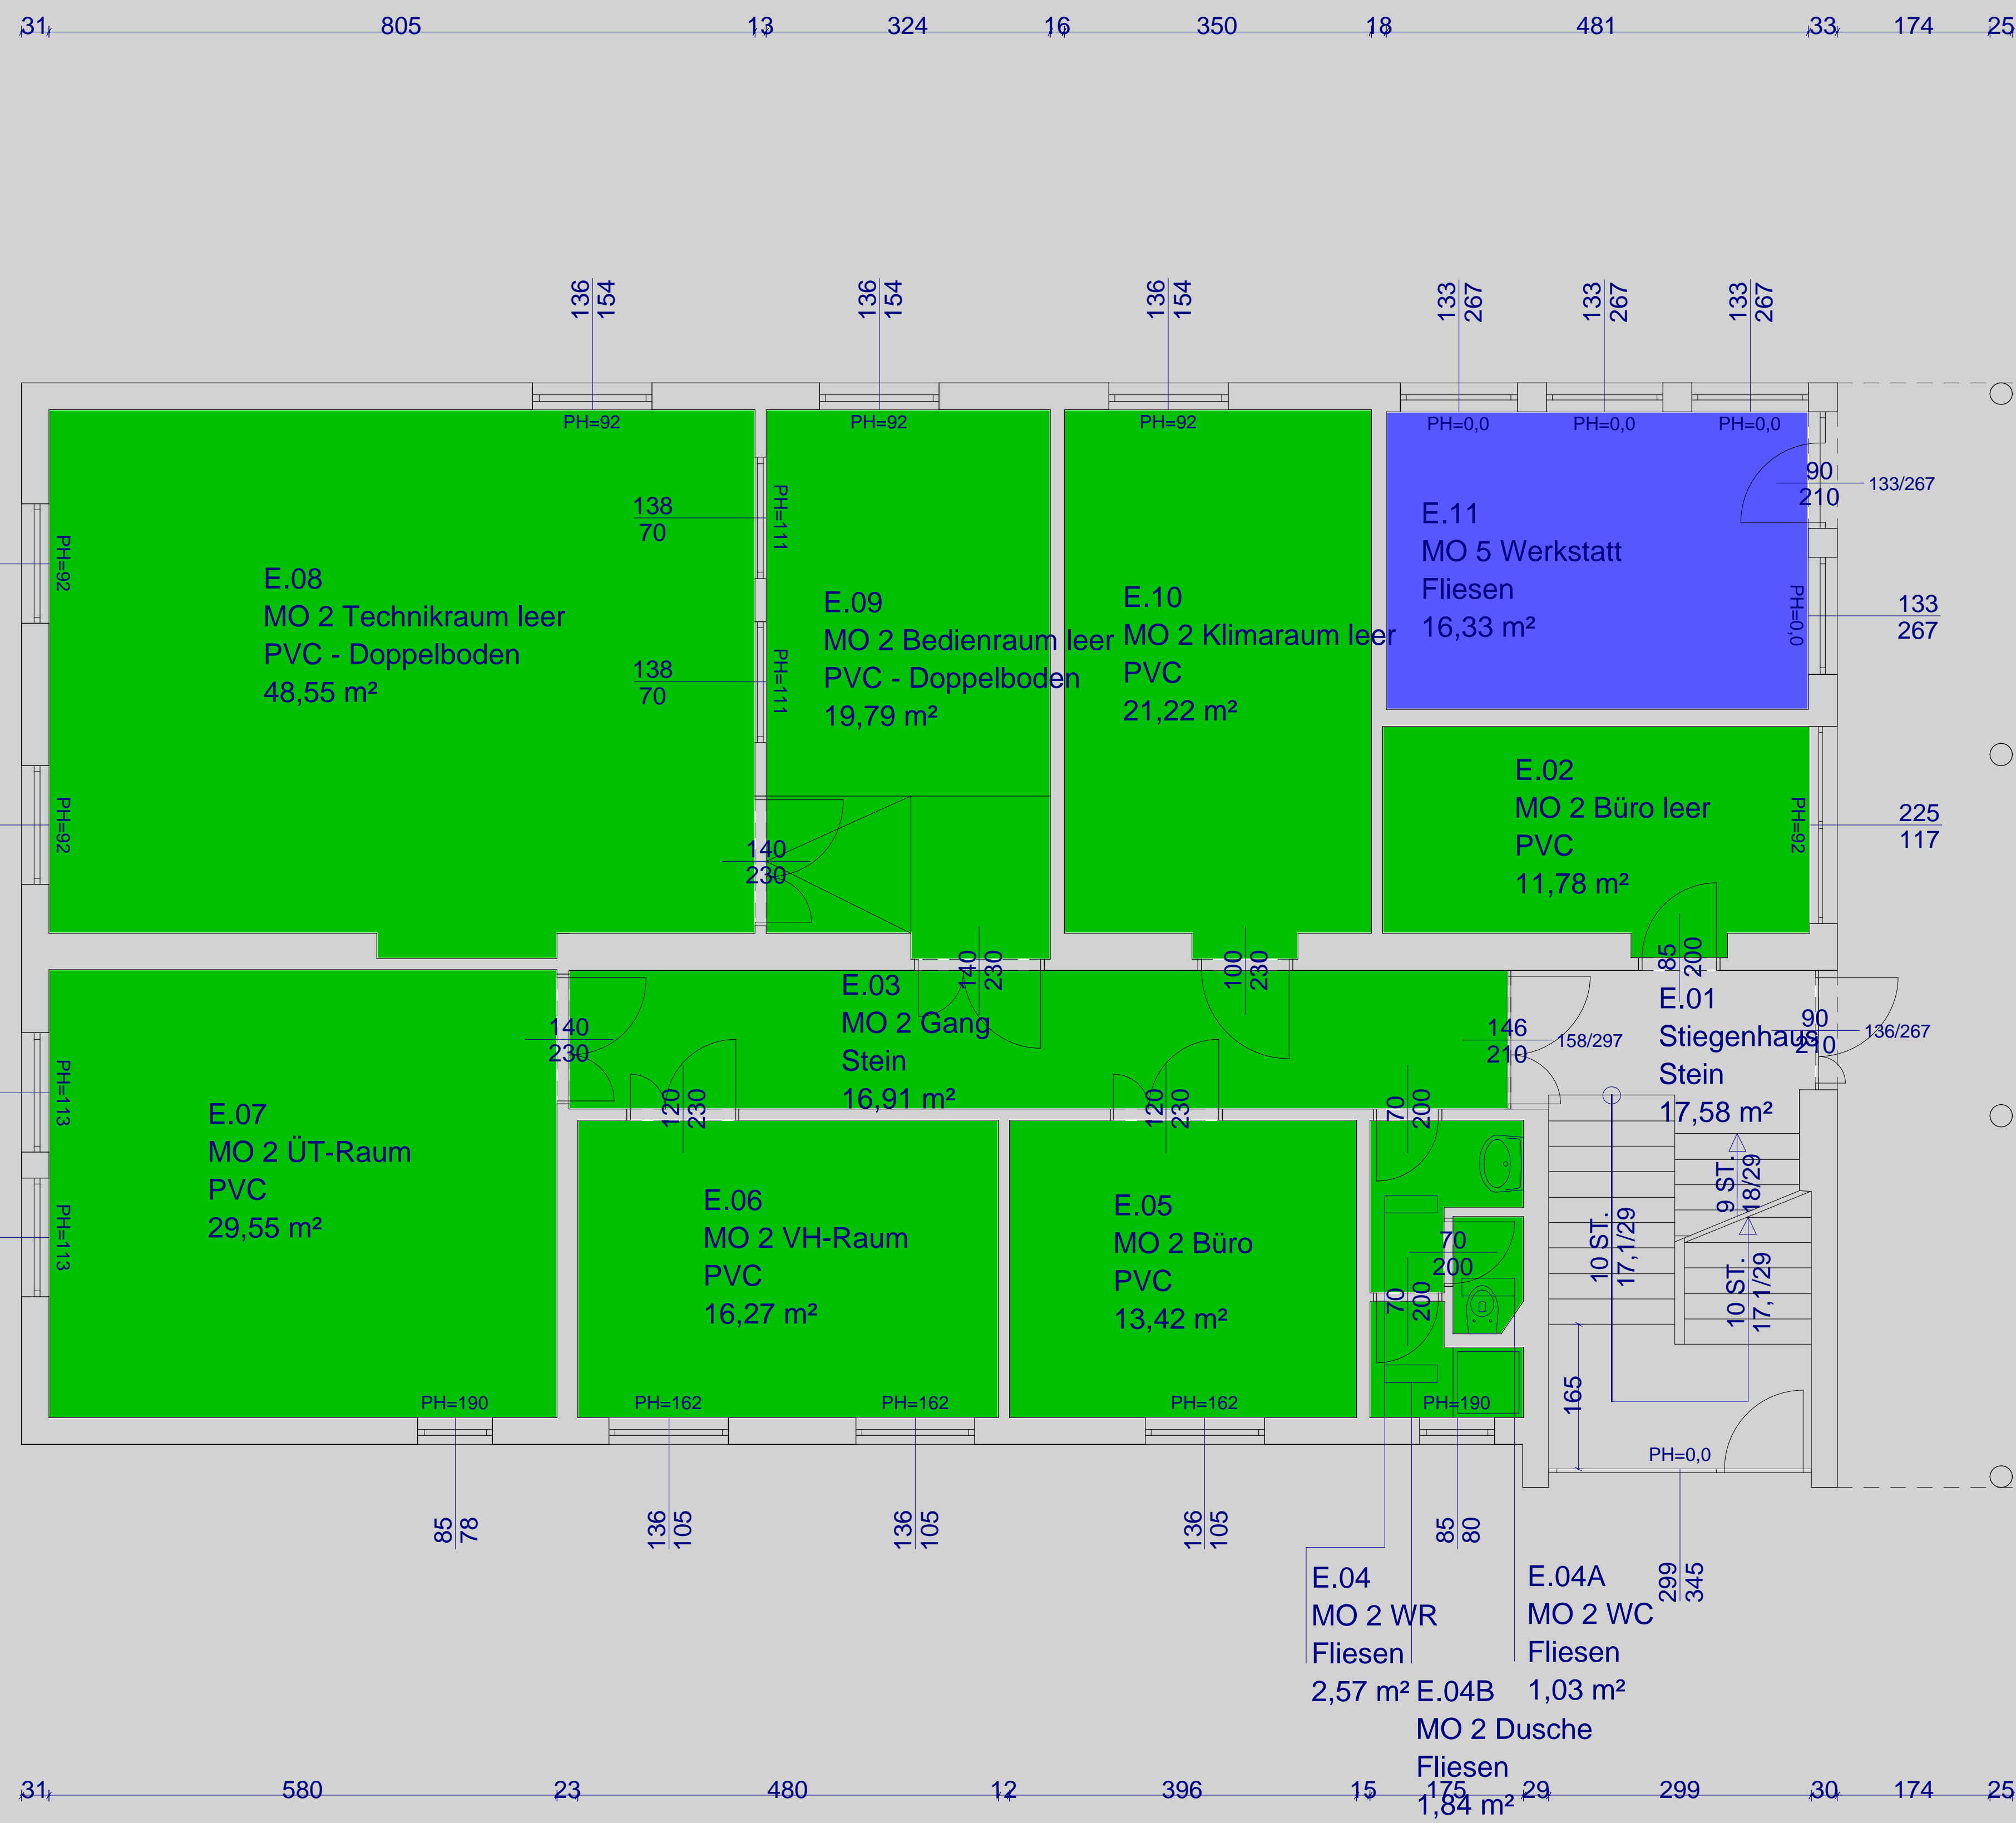 31 805 13 324 16 350 18 481 33 174 25
136
154
136
154
136
154
133
267
133
267
133
267
PH=92
PH=92
PH=92
PH=0,0
PH=0,0
PH=0,0
90
210
133/267
138
70
PH=111
PH=92
E.11
MO 5 Werkstatt
Fliesen
16,33 m²
PH=0,0
133
267
E.08
MO 2 Technikraum leer
PVC - Doppelboden
48,55 m²
138
70
PH=111
E.09
MO 2 Bedienraum leer
PVC - Doppelboden
19,79 m²
E.10
MO 2 Klimaraum leer
PVC
21,22 m²
E.02
MO 2 Büro leer
PVC
11,78 m²
PH=92
225
117
PH=92
140
230
140
230
100
230
85
200
E.03
MO 2 Gang
Stein
16,91 m²
140
230
146
210
158/297
E.01
Stiegenhaus
Stein
17,58 m²
90
210
136/267
PH=113
120
230
120
230
70
200
E.07
MO 2 ÜT-Raum
PVC
29,55 m²
PH=113
E.06
MO 2 VH-Raum
PVC
16,27 m²
E.05
MO 2 Büro
PVC
13,42 m²
70
200
70
200
10 ST.
17,1/29
9 ST.
18/29
10 ST.
17,1/29
165
PH=190
PH=162
PH=162
PH=162
PH=190
PH=0,0
85
78
136
105
136
105
136
105
85
80
299
345
E.04
MO 2 WR
Fliesen
2,57 m²
E.04A
MO 2 WC
Fliesen
1,03 m²
E.04B
MO 2 Dusche
Fliesen
1,84 m²
31 580 23 480 12 396 15 175 29 299 30 174 25